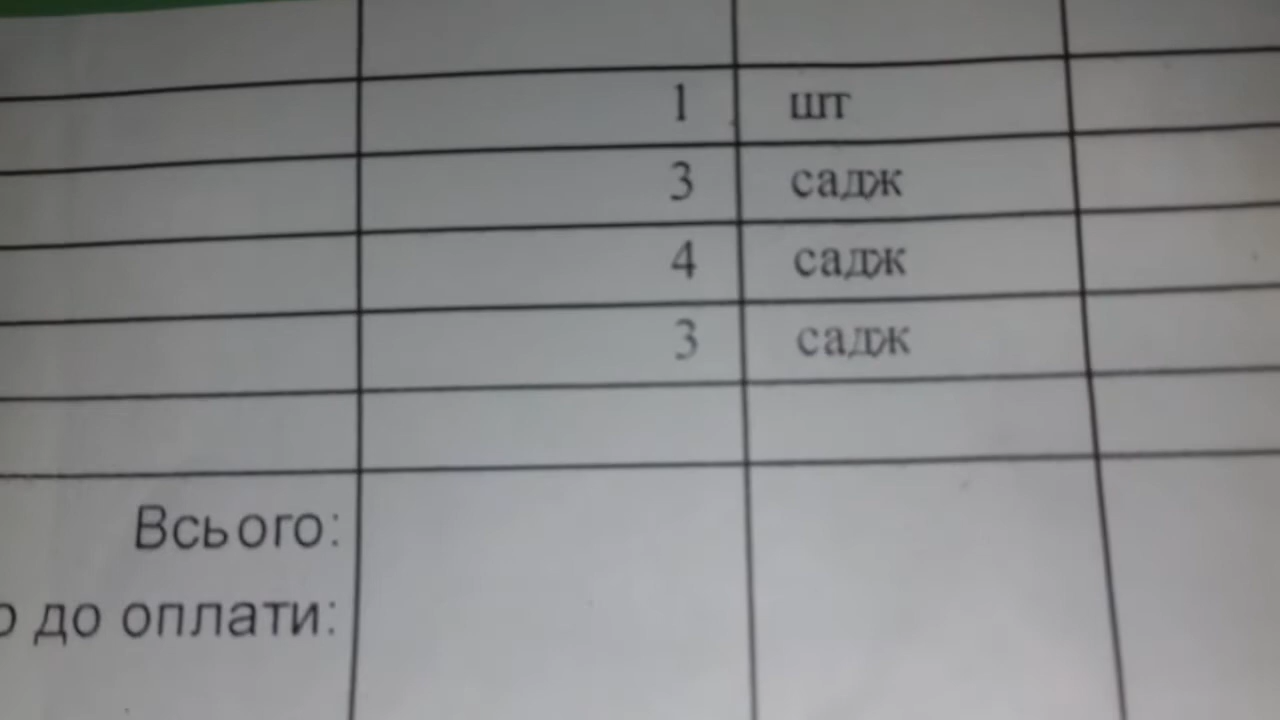 1 шт
3 садж
4 садж
3 садж
Всього:
о до оплати: